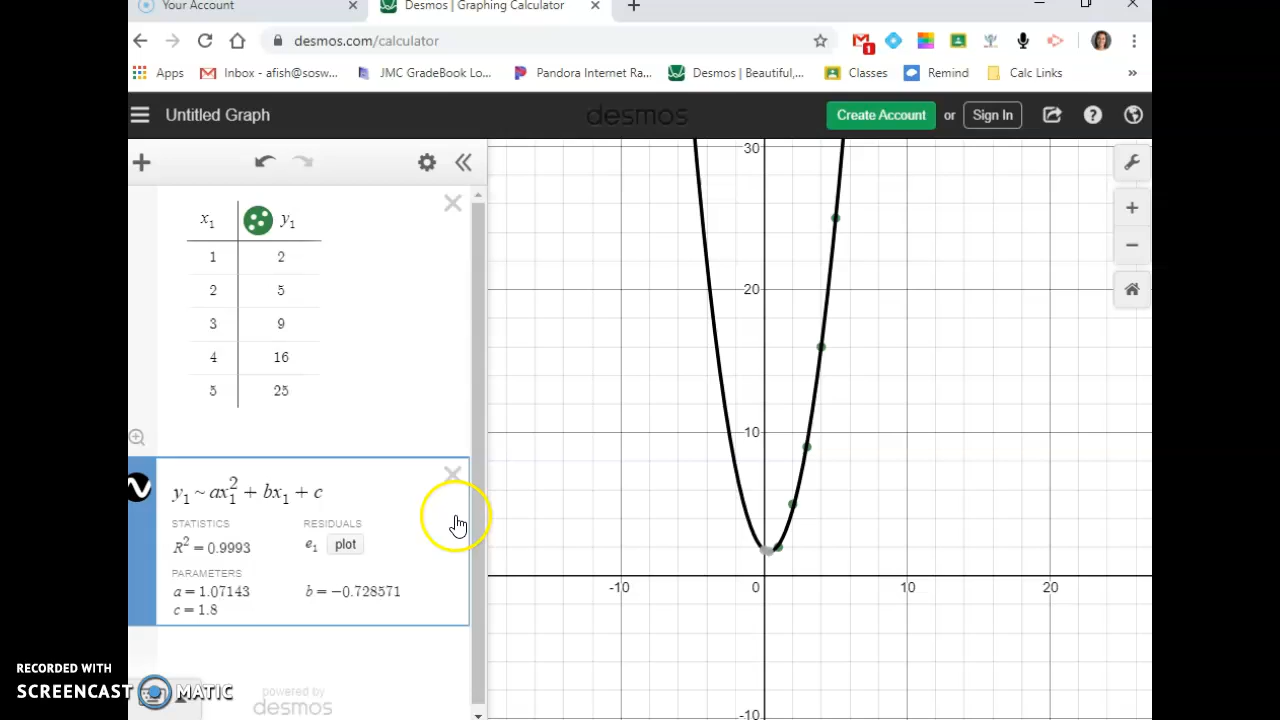 Your Account
Desmos | Graphing Calculator
desmos.com/calculator
1
Apps
Inbox - afish@sosw...
JMC GradeBook Lo...
Pandora Internet Ra...
Desmos | Beautiful,...
Classes
Remind
Calc Links
»
Untitled Graph
desmos
Create Account or Sign In
x₁ y₁
1 2
2 5
3 9
4 16
5 25
y₁ ~ ax₁² + bx₁ + c
STATISTICS RESIDUALS
R² = 0.9993 e₁ plot
PARAMETERS
a = 1.07143 b = −0.728571
c = 1.8
powered by
desmos
30
20
10
-10 0 10 20
-10
RECORDED WITH
SCREENCAST MATIC